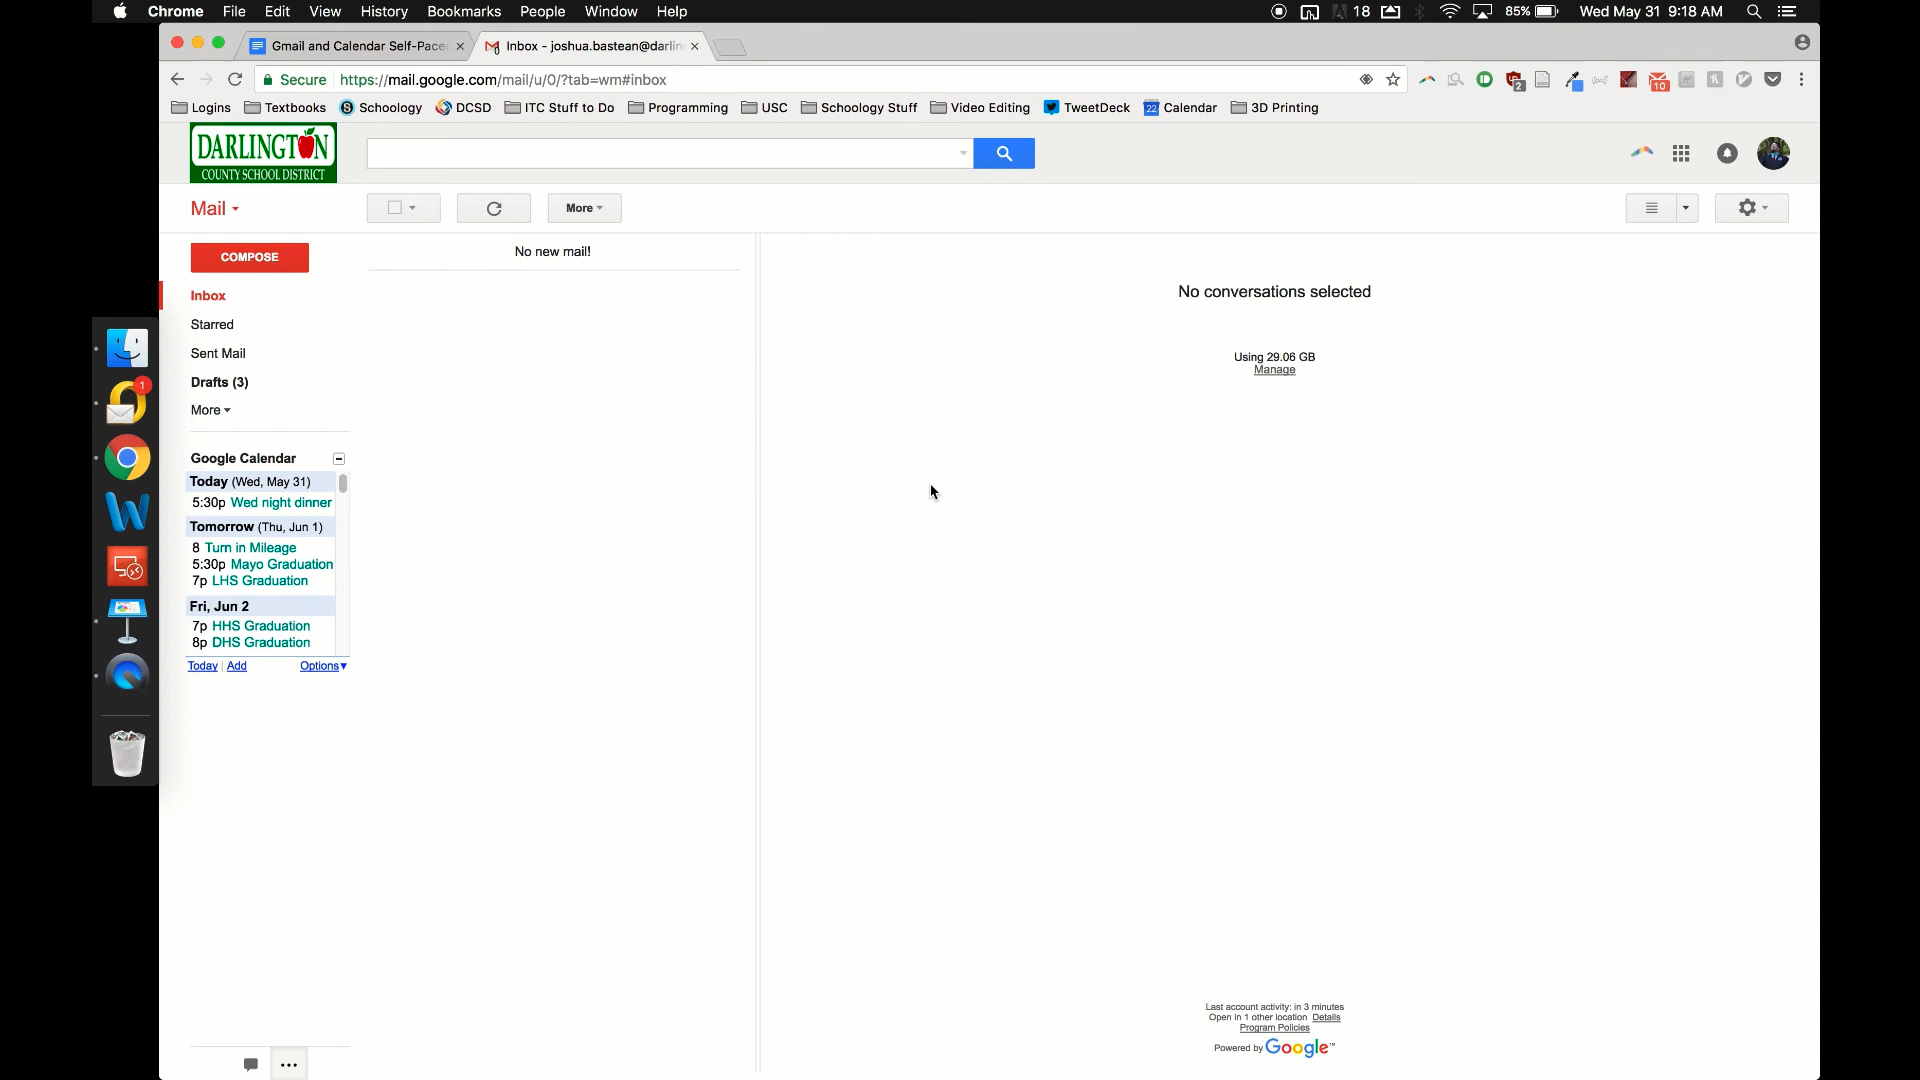 Chrome File Edit View History Bookmarks People Window Help
18 85% Wed May 31 9:18 AM
Gmail and Calendar Self-Pace
Inbox - joshua.bastean@darlin
Secure https://mail.google.com/mail/u/0/?tab=wm#inbox
2 10
Logins Textbooks Schoology DCSD ITC Stuff to Do Programming USC Schoology Stuff Video Editing TweetDeck 22 Calendar 3D Printing
DARLINGTON
COUNTY SCHOOL DISTRICT
Mail
More
COMPOSE
No new mail!
Inbox
Starred
Sent Mail
Drafts (3)
More
No conversations selected
Using 29.06 GB
Manage
1
Google Calendar
Today (Wed, May 31)
5:30p Wed night dinner
Tomorrow (Thu, Jun 1)
8 Turn in Mileage
5:30p Mayo Graduation
7p LHS Graduation
Fri, Jun 2
7p HHS Graduation
8p DHS Graduation
Today | Add Options▼
Last account activity: in 3 minutes
Open in 1 other location Details
Program Policies
Powered by Google™